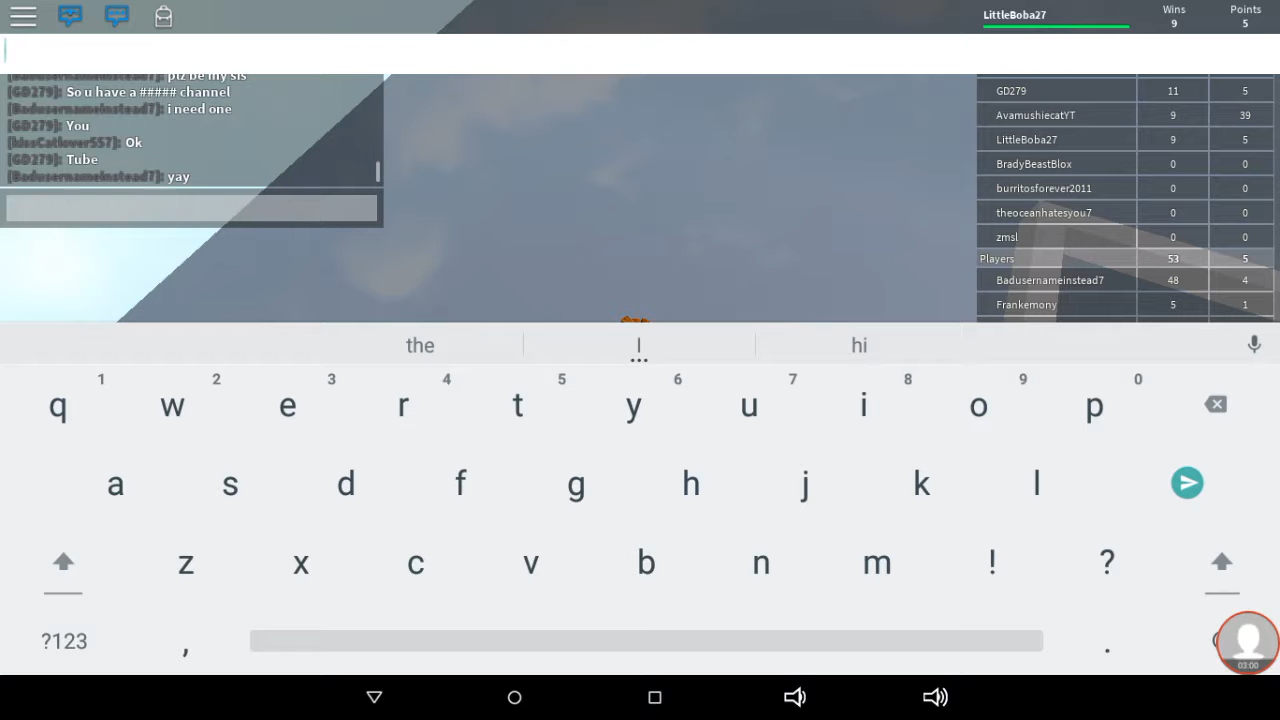 LittleBoba27 Wins Points
9 5
[Badusernameinstead7]: plz be my sis
[GD279]: So u have a ##### channel
[Badusernameinstead7]: i need one
[GD279]: You
Ok
[GD279]: Tube
[Badusernameinstead7]: yay
GD279 11 5
AvamushiecatYT 9 39
LittleBoba27 9 5
BradyBeastBlox 0 0
burritosforever2011 0 0
theoceanhatesyou7 0 0
zmsl 0 0
Players 53 5
Badusernameinstead7 48 4
Frankemony 5 1
the I hi
1 2 3 4 5 6 7 8 9 0
q w e r t y u i o p
a s d f g h j k l
z x c v b n m ! ?
?123 , .
03:00